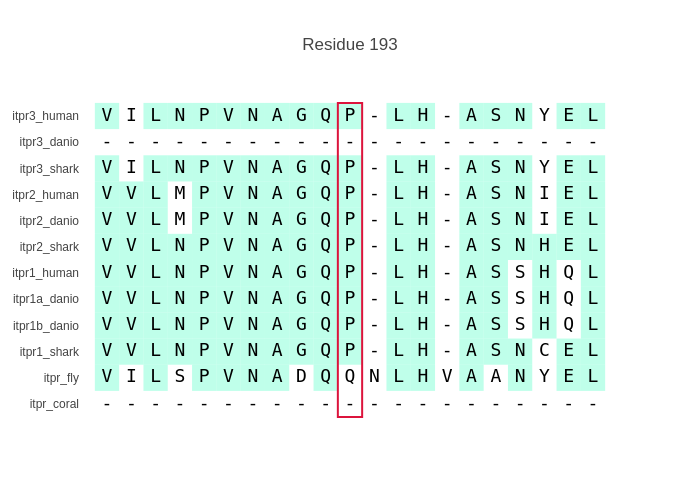 Residue 193
itpr3_human V I L N P V N A G Q P - L H - A S N Y E L
itpr3_danio - - - - - - - - - - - - - - - - - - - - -
itpr3_shark V I L N P V N A G Q P - L H - A S N Y E L
itpr2_human V V L M P V N A G Q P - L H - A S N I E L
itpr2_danio V V L M P V N A G Q P - L H - A S N I E L
itpr2_shark V V L N P V N A G Q P - L H - A S N H E L
itpr1_human V V L N P V N A G Q P - L H - A S S H Q L
itpr1a_danio V V L N P V N A G Q P - L H - A S S H Q L
itpr1b_danio V V L N P V N A G Q P - L H - A S S H Q L
itpr1_shark V V L N P V N A G Q P - L H - A S N C E L
itpr_fly V I L S P V N A D Q Q N L H V A A N Y E L
itpr_coral - - - - - - - - - - - - - - - - - - - - -